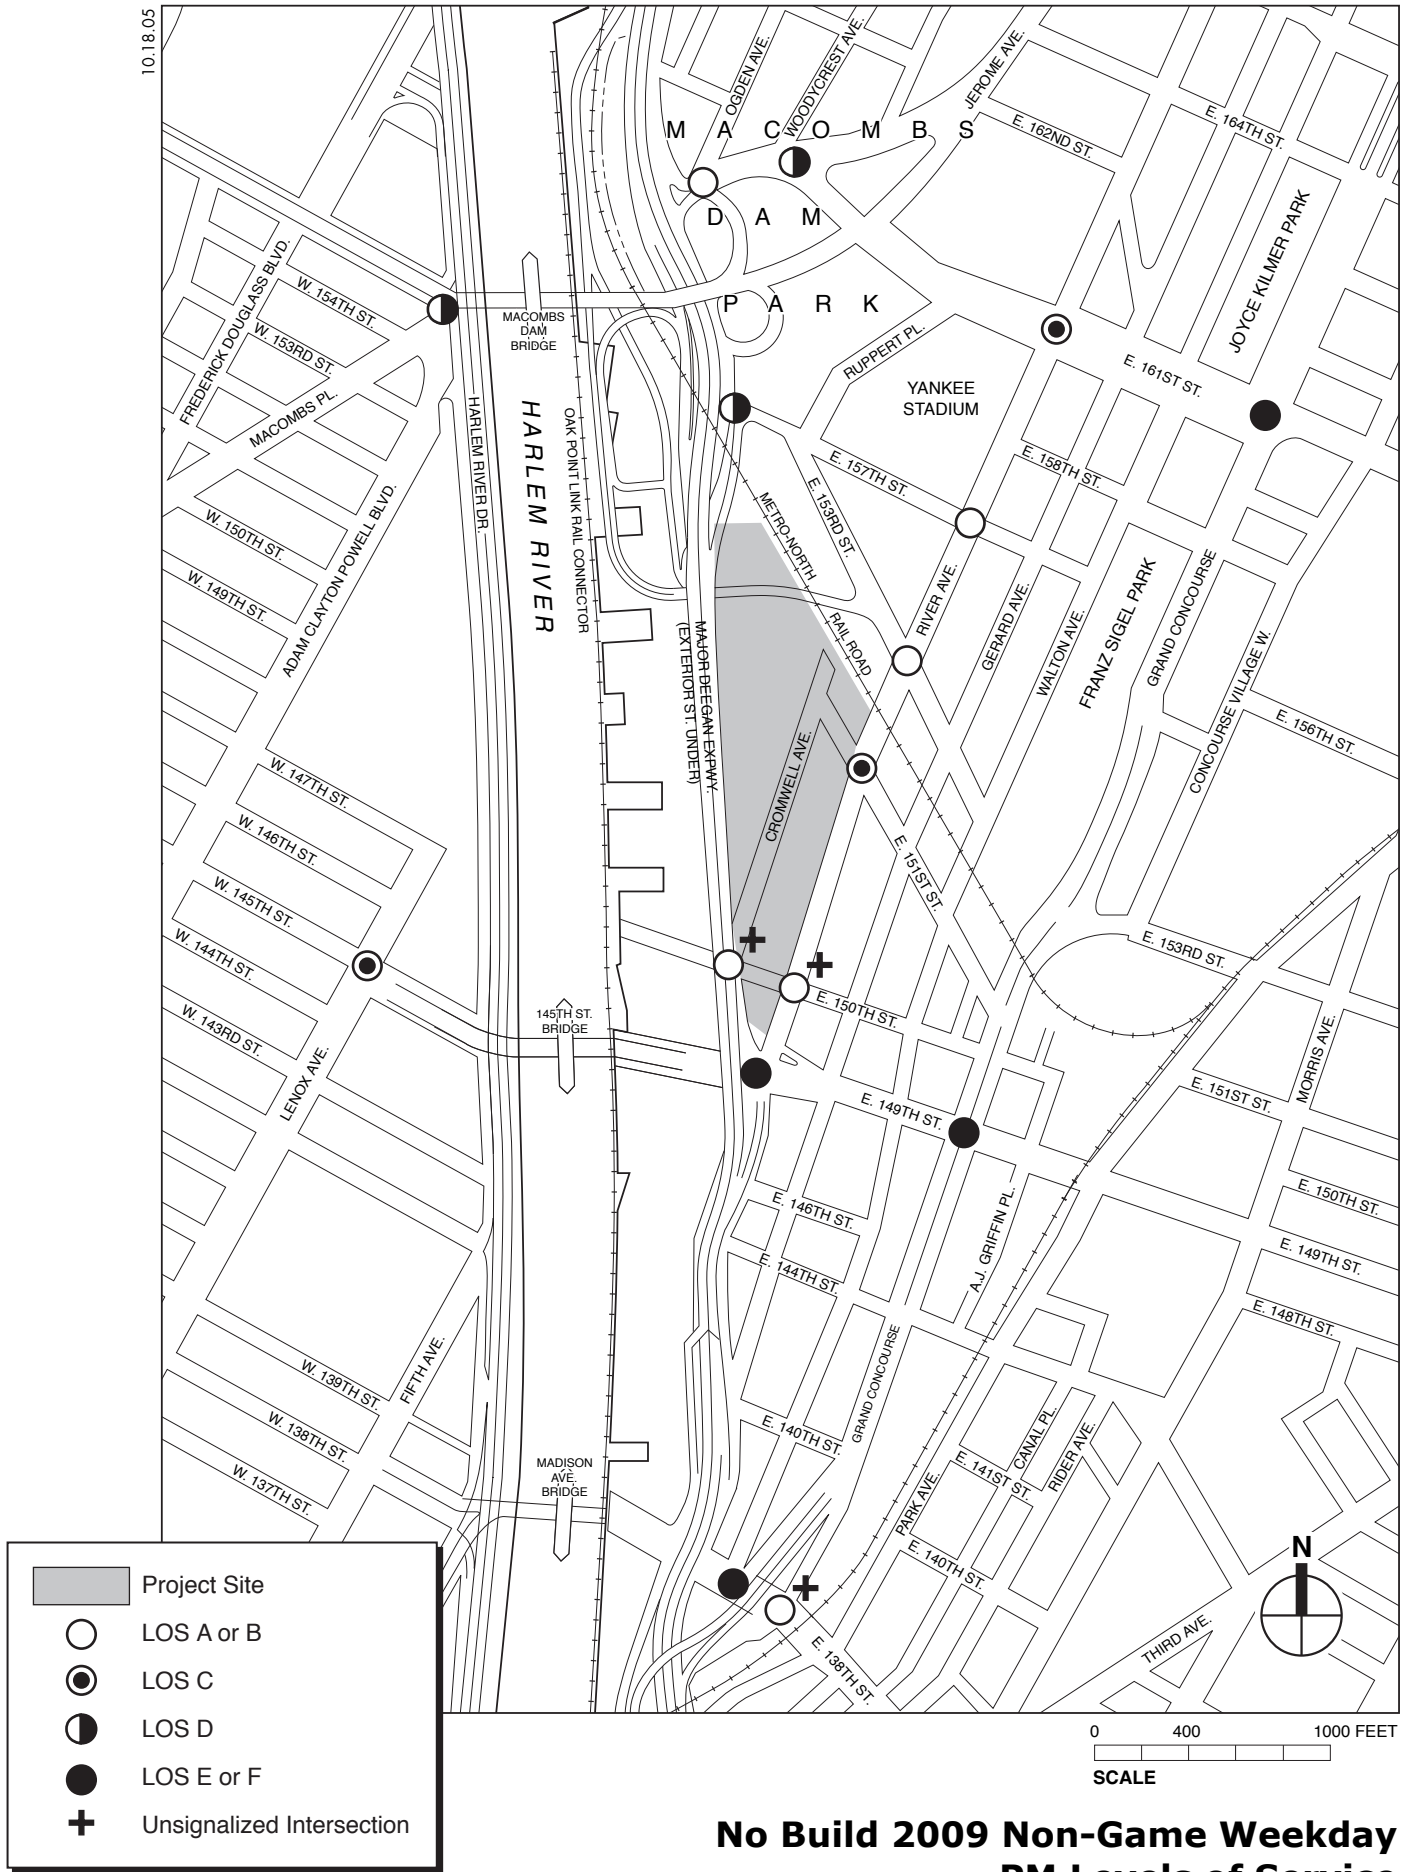 10.18.05
OGDEN AVE.
WOODYCREST AVE.
JEROME AVE.
MACOMBS
DAM
PARK
E. 162ND ST.
E. 164TH ST.
JOYCE KILMER PARK
FREDERICK DOUGLASS BLVD.
W. 154TH ST.
W. 153RD ST.
MACOMBS PL.
MACOMBS
DAM
BRIDGE
RUPPERT PL.
YANKEE
STADIUM
E. 161ST ST.
HARLEM RIVER DR.
HARLEM RIVER
OAK POINT LINK RAIL CONNECTOR
E. 157TH ST.
E. 158TH ST.
E. 153RD ST.
METRO-NORTH
RAIL ROAD
W. 150TH ST.
W. 149TH ST.
ADAM CLAYTON POWELL BLVD.
RIVER AVE.
GERARD AVE.
WALTON AVE.
FRANZ SIGEL PARK
GRAND CONCOURSE
CONCOURSE VILLAGE W.
E. 156TH ST.
MAJOR DEEGAN EXPWY.
(EXTERIOR ST. UNDER)
CROMWELL AVE.
W. 147TH ST.
W. 146TH ST.
W. 145TH ST.
W. 144TH ST.
W. 143RD ST.
E. 151ST ST.
E. 153RD ST.
145TH ST.
BRIDGE
E. 150TH ST.
LENOX AVE.
E. 149TH ST.
E. 151ST ST.
MORRIS AVE.
E. 146TH ST.
E. 144TH ST.
A.J. GRIFFIN PL.
E. 150TH ST.
E. 149TH ST.
E. 148TH ST.
GRAND CONCOURSE
FIFTH AVE.
W. 139TH ST.
W. 138TH ST.
W. 137TH ST.
MADISON
AVE.
BRIDGE
E. 140TH ST.
CANAL PL.
RIDER AVE.
E. 141ST ST.
PARK AVE.
E. 140TH ST.
E. 138TH ST.
THIRD AVE.
N
Project Site
LOS A or B
LOS C
LOS D
LOS E or F
Unsignalized Intersection
0 400 1000 FEET
SCALE
No Build 2009 Non-Game Weekday
PM Levels of Service